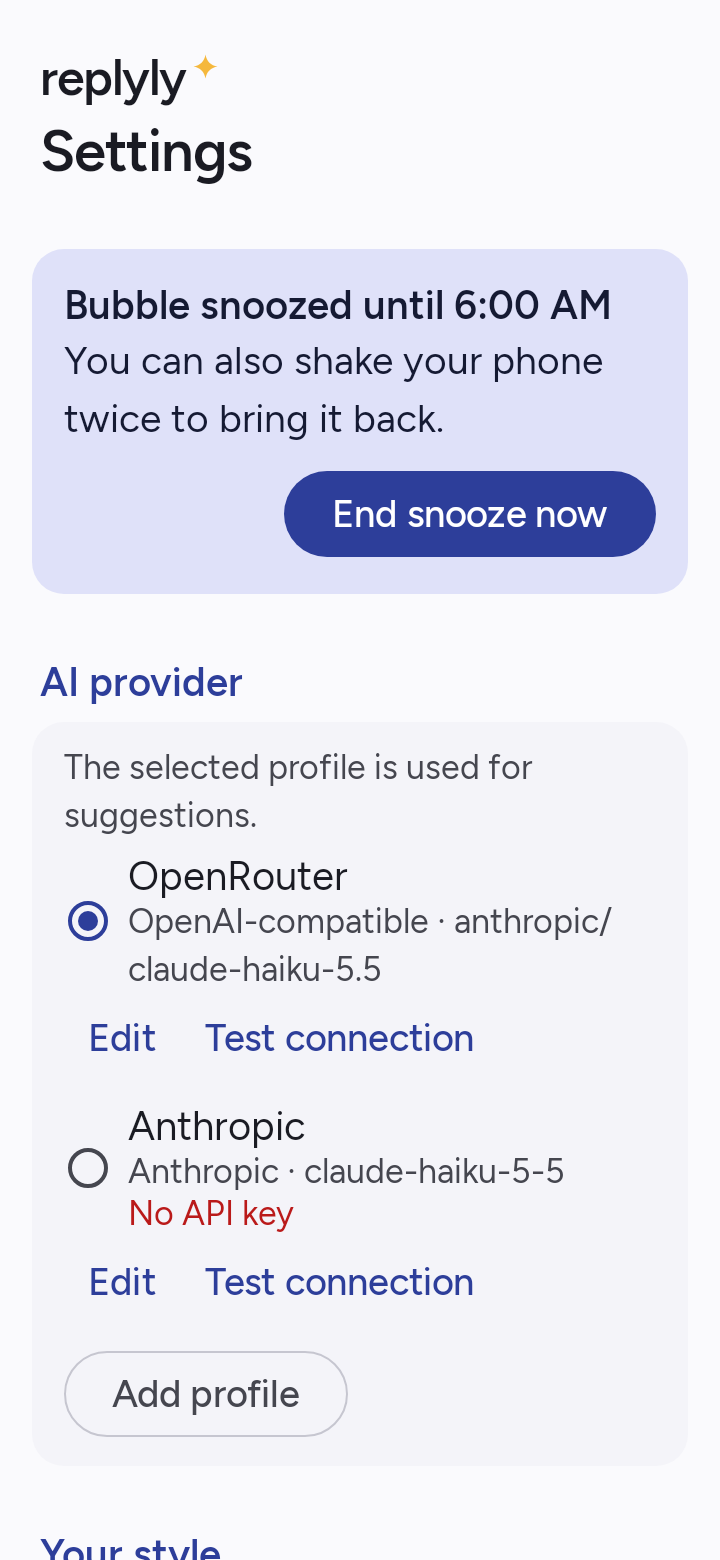 replyly
Settings
Bubble snoozed until 6:00 AM
You can also shake your phone
twice to bring it back.
End snooze now
AI provider
The selected profile is used for
suggestions.
OpenRouter
OpenAI-compatible · anthropic/
claude-haiku-5.5
Edit Test connection
Anthropic
Anthropic · claude-haiku-5-5
No API key
Edit Test connection
Add profile
Your style